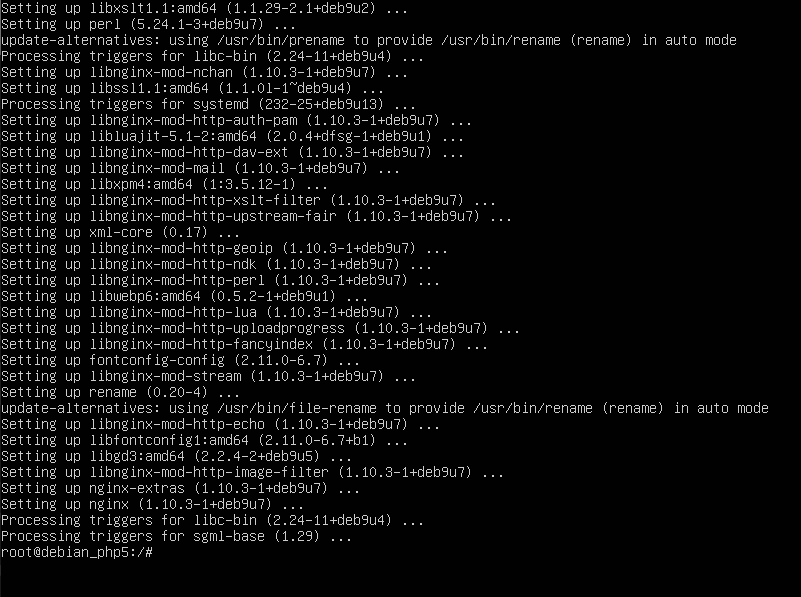 Setting up libxslt1.1:amd64 (1.1.29-2.1+deb9u2) ...
Setting up perl (5.24.1-3+deb9u7) ...
update-alternatives: using /usr/bin/prename to provide /usr/bin/rename (rename) in auto mode
Processing triggers for libc-bin (2.24-11+deb9u4) ...
Setting up libnginx-mod-nchan (1.10.3-1+deb9u7) ...
Setting up libssl1.1:amd64 (1.1.0l-1~deb9u4) ...
Processing triggers for systemd (232-25+deb9u13) ...
Setting up libnginx-mod-http-auth-pam (1.10.3-1+deb9u7) ...
Setting up libluajit-5.1-2:amd64 (2.0.4+dfsg-1+deb9u1) ...
Setting up libnginx-mod-http-dav-ext (1.10.3-1+deb9u7) ...
Setting up libnginx-mod-mail (1.10.3-1+deb9u7) ...
Setting up libxpm4:amd64 (1:3.5.12-1) ...
Setting up libnginx-mod-http-xslt-filter (1.10.3-1+deb9u7) ...
Setting up libnginx-mod-http-upstream-fair (1.10.3-1+deb9u7) ...
Setting up xml-core (0.17) ...
Setting up libnginx-mod-http-geoip (1.10.3-1+deb9u7) ...
Setting up libnginx-mod-http-ndk (1.10.3-1+deb9u7) ...
Setting up libnginx-mod-http-perl (1.10.3-1+deb9u7) ...
Setting up libwebp6:amd64 (0.5.2-1+deb9u1) ...
Setting up libnginx-mod-http-lua (1.10.3-1+deb9u7) ...
Setting up libnginx-mod-http-uploadprogress (1.10.3-1+deb9u7) ...
Setting up libnginx-mod-http-fancyindex (1.10.3-1+deb9u7) ...
Setting up fontconfig-config (2.11.0-6.7) ...
Setting up libnginx-mod-stream (1.10.3-1+deb9u7) ...
Setting up rename (0.20-4) ...
update-alternatives: using /usr/bin/file-rename to provide /usr/bin/rename (rename) in auto mode
Setting up libnginx-mod-http-echo (1.10.3-1+deb9u7) ...
Setting up libfontconfig1:amd64 (2.11.0-6.7+b1) ...
Setting up libgd3:amd64 (2.2.4-2+deb9u5) ...
Setting up libnginx-mod-http-image-filter (1.10.3-1+deb9u7) ...
Setting up nginx-extras (1.10.3-1+deb9u7) ...
Setting up nginx (1.10.3-1+deb9u7) ...
Processing triggers for libc-bin (2.24-11+deb9u4) ...
Processing triggers for sgml-base (1.29) ...
root@debian_php5:/#